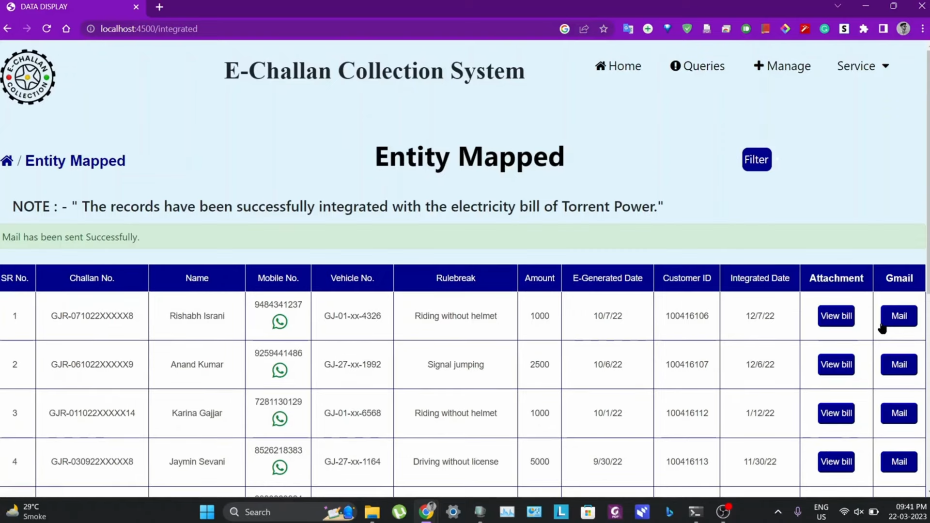 DATA DISPLAY
localhost:4500/integrated
E-CHALLAN
COLLECTION
E-Challan Collection System
Home
Queries
Manage
Service
/ Entity Mapped
Entity Mapped
Filter
NOTE : - " The records have been successfully integrated with the electricity bill of Torrent Power."
Mail has been sent Successfully.
SR No. Challan No. Name Mobile No. Vehicle No. Rulebreak Amount E-Generated Date Customer ID Integrated Date Attachment Gmail
1 GJR-071022XXXXX8 Rishabh Israni 9484341237 GJ-01-xx-4326 Riding without helmet 1000 10/7/22 100416106 12/7/22 View bill Mail
2 GJR-061022XXXXX9 Anand Kumar 9259441486 GJ-27-xx-1992 Signal jumping 2500 10/6/22 100416107 12/6/22 View bill Mail
3 GJR-011022XXXXX14 Karina Gajjar 7281130129 GJ-01-xx-6568 Riding without helmet 1000 10/1/22 100416112 1/12/22 View bill Mail
4 GJR-030922XXXXX8 Jaymin Sevani 8526218383 GJ-27-xx-1164 Driving without license 5000 9/30/22 100416113 11/30/22 View bill Mail
29°C
Smoke
Search
ENG
US
09:41 PM
22-03-2023